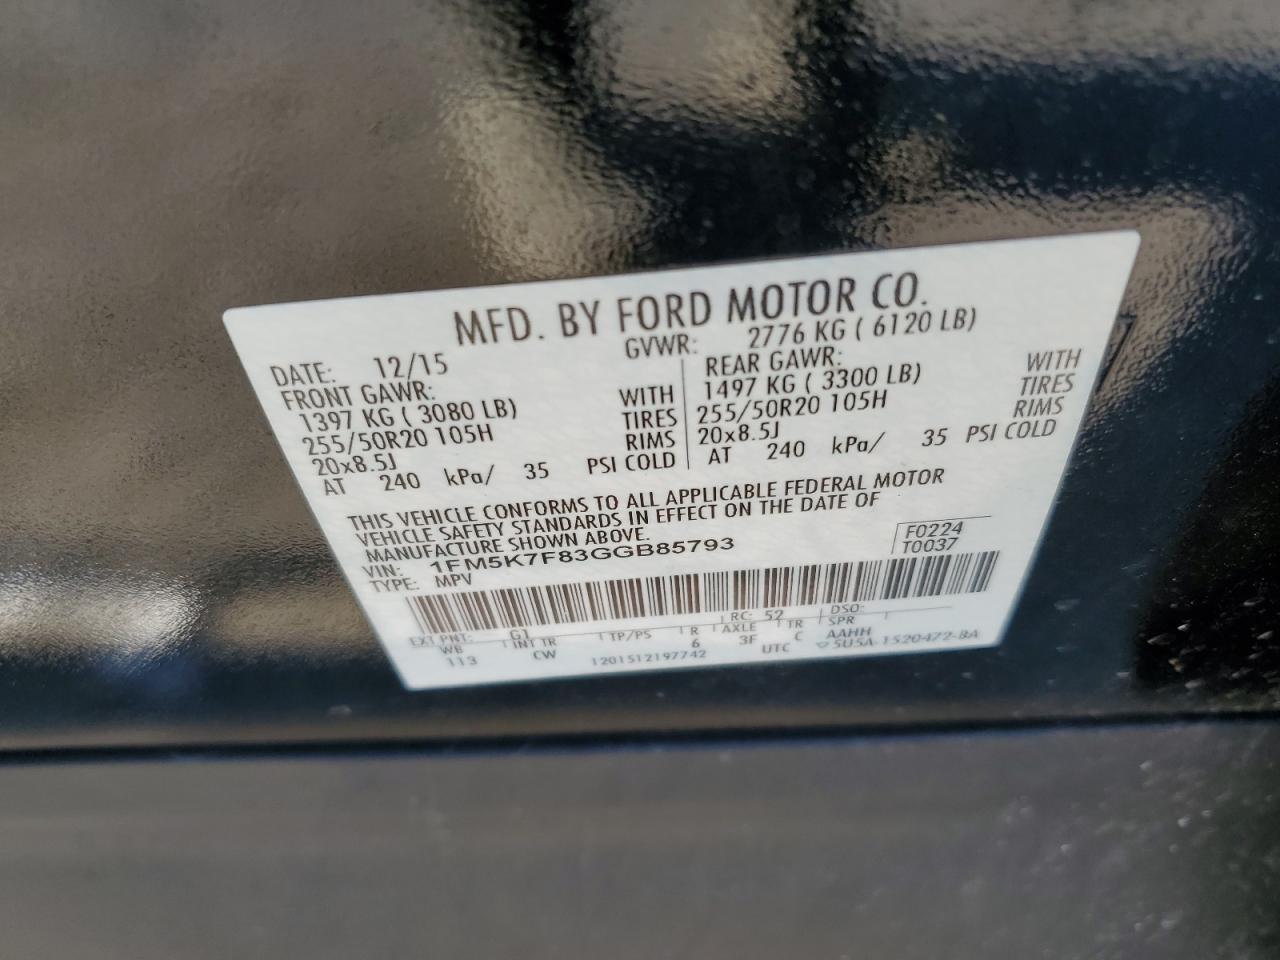 MFD. BY FORD MOTOR CO.
DATE: 12/15 GVWR: 2776 KG ( 6120 LB)
FRONT GAWR: REAR GAWR:
1397 KG ( 3080 LB) WITH 1497 KG ( 3300 LB) WITH
255/50R20 105H TIRES 255/50R20 105H TIRES
20x8.5J RIMS 20x8.5J RIMS
AT 240 kPa/ 35 PSI COLD AT 240 kPa/ 35 PSI COLD
THIS VEHICLE CONFORMS TO ALL APPLICABLE FEDERAL MOTOR
VEHICLE SAFETY STANDARDS IN EFFECT ON THE DATE OF
MANUFACTURE SHOWN ABOVE.
VIN: 1FM5K7F83GGB85793 F0224
TYPE: MPV T0037
EXT PNT: G1 RC: 52 DSO:
WB INT TR TP/PS R AXLE TR SPR
113 CW 6 3F C AAHH
1201512197742 UTC 5U5A-1520472-BA